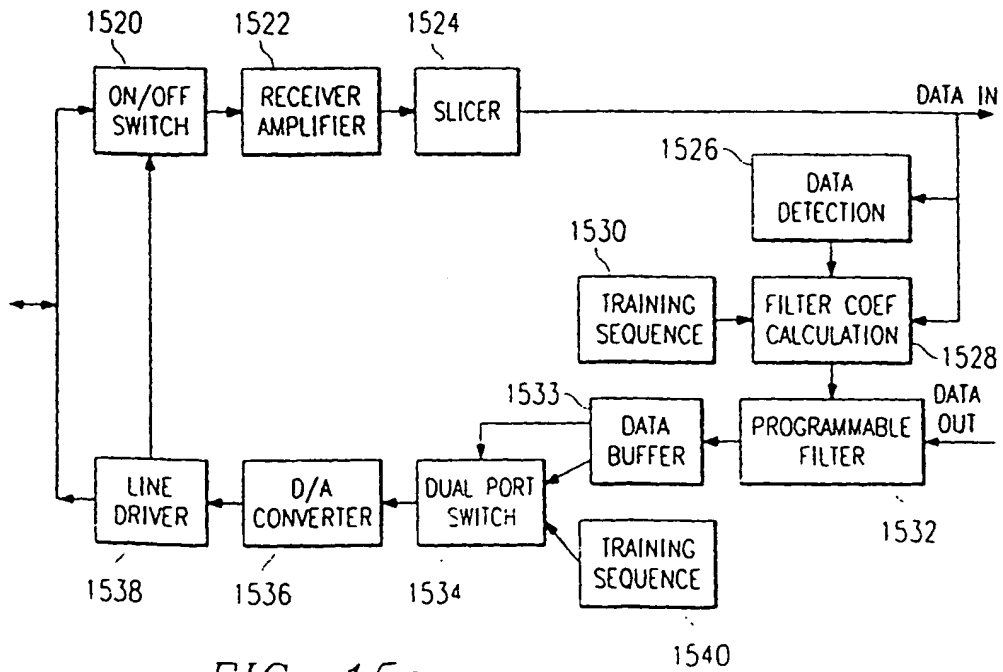 1520
1522
1524
ON/OFF
SWITCH
RECEIVER
AMPLIFIER
SLICER
DATA IN
1526
DATA
DETECTION
1530
TRAINING
SEQUENCE
FILTER COEF
CALCULATION
1528
1533
DATA
OUT
DATA
BUFFER
PROGRAMMABLE
FILTER
1532
LINE
DRIVER
D/A
CONVERTER
DUAL PORT
SWITCH
TRAINING
SEQUENCE
1538
1536
1534
1540